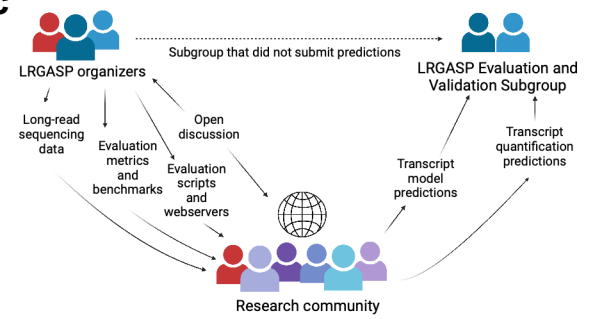 Subgroup that did not submit predictions
LRGASP organizers
LRGASP Evaluation and
Validation Subgroup
Long-read
sequencing
data
Evaluation
metrics
and
benchmarks
Evaluation
scripts
and
webservers
Open
discussion
Transcript
model
predictions
Transcript
quantification
predictions
Research community